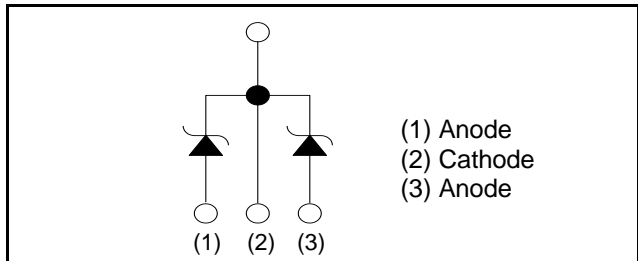 (1) Anode
(2) Cathode
(3) Anode
(1) (2) (3)